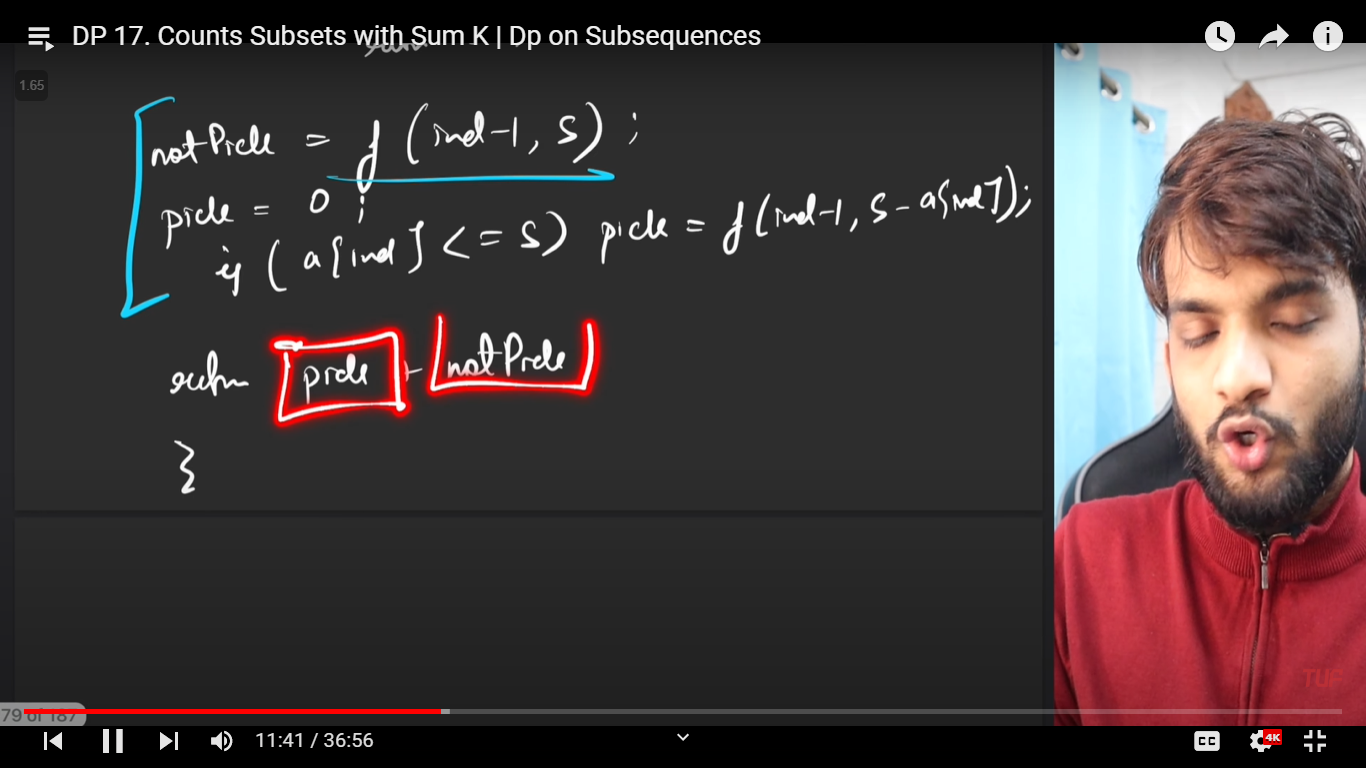 DP 17. Counts Subsets with Sum K | Dp on Subsequences
1.65
notPick = f(ind-1, S);
pick = 0;
if (a[ind] <= S) pick = f(ind-1, S-a[ind]);
return pick + notPick
}
TUF
79 of 187
11:41 / 36:56
CC
4K